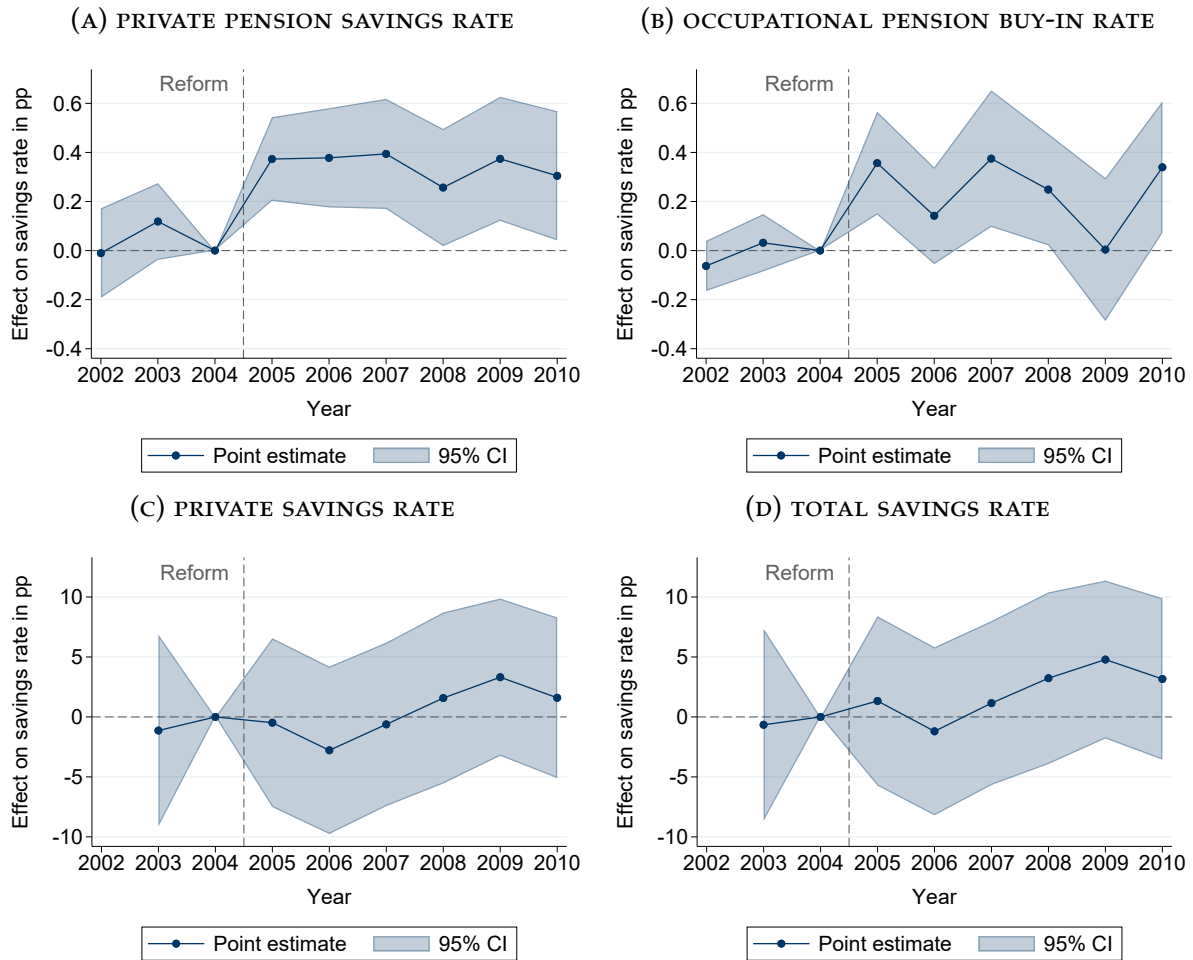 (A) PRIVATE PENSION SAVINGS RATE
Effect on savings rate in pp
0.6
0.4
0.2
0.0
-0.2
-0.4
Reform
2002 2003 2004 2005 2006 2007 2008 2009 2010
Year
Point estimate 95% CI
(B) OCCUPATIONAL PENSION BUY-IN RATE
Effect on savings rate in pp
0.6
0.4
0.2
0.0
-0.2
-0.4
Reform
2002 2003 2004 2005 2006 2007 2008 2009 2010
Year
Point estimate 95% CI
(C) PRIVATE SAVINGS RATE
Effect on savings rate in pp
10
5
0
-5
-10
Reform
2002 2003 2004 2005 2006 2007 2008 2009 2010
Year
Point estimate 95% CI
(D) TOTAL SAVINGS RATE
Effect on savings rate in pp
10
5
0
-5
-10
Reform
2002 2003 2004 2005 2006 2007 2008 2009 2010
Year
Point estimate 95% CI